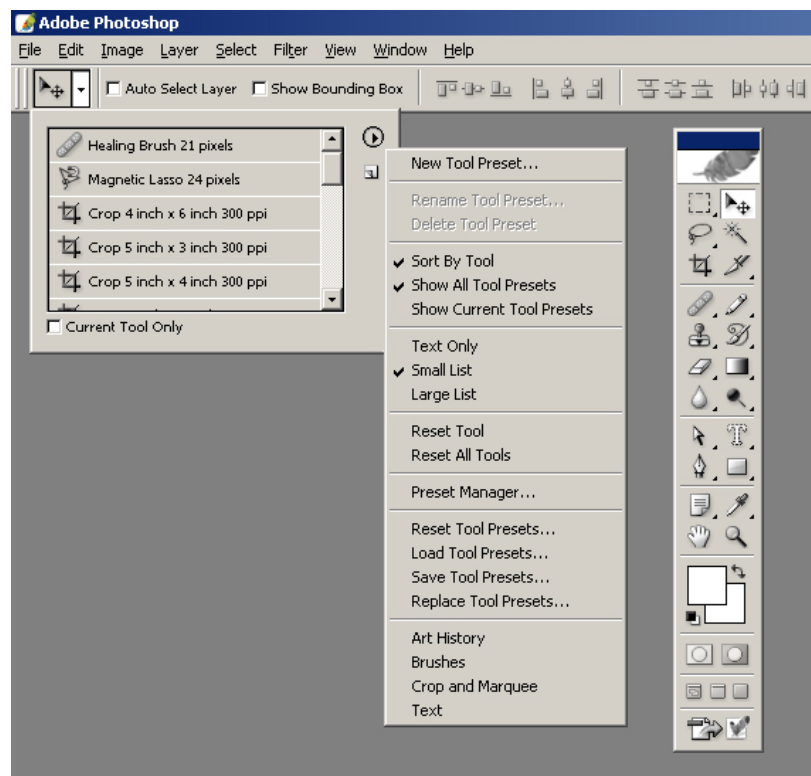 Adobe Photoshop
File Edit Image Layer Select Filter View Window Help
Auto Select Layer Show Bounding Box
Healing Brush 21 pixels
Magnetic Lasso 24 pixels
Crop 4 inch x 6 inch 300 ppi
Crop 5 inch x 3 inch 300 ppi
Crop 5 inch x 4 inch 300 ppi
Current Tool Only
New Tool Preset...
Rename Tool Preset...
Delete Tool Preset
Sort By Tool
Show All Tool Presets
Show Current Tool Presets
Text Only
Small List
Large List
Reset Tool
Reset All Tools
Preset Manager...
Reset Tool Presets...
Load Tool Presets...
Save Tool Presets...
Replace Tool Presets...
Art History
Brushes
Crop and Marquee
Text